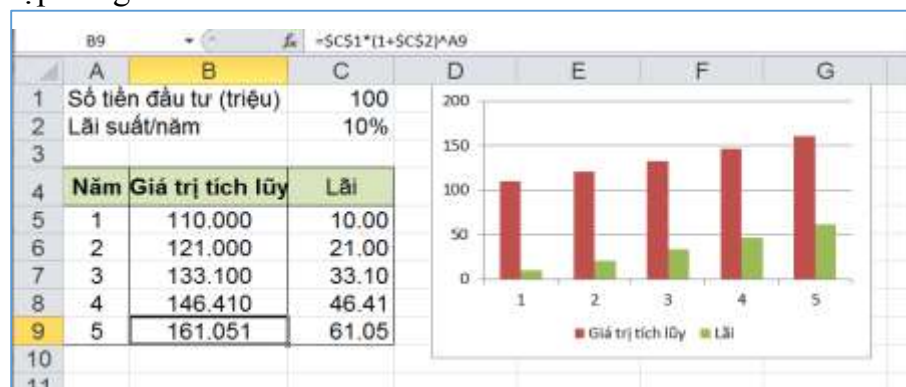 B9 fx =$C$1*(1+$C$2)^A9
A B C D E F G
1 Số tiền đầu tư (triệu) 100
2 Lãi suất/năm 10%
3
4 Năm Giá trị tích lũy Lãi
5 1 110.000 10.00
6 2 121.000 21.00
7 3 133.100 33.10
8 4 146.410 46.41
9 5 161.051 61.05
10
11
200
150
100
50
0
1 2 3 4 5
Giá trị tích lũy Lãi